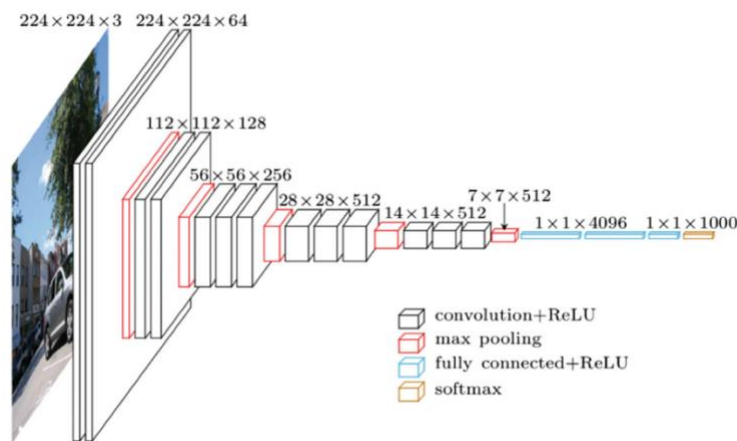 224×224×3
224×224×64
112×112×128
56×56×256
28×28×512
14×14×512
7×7×512
1×1×4096
1×1×1000
convolution+ReLU
max pooling
fully connected+ReLU
softmax